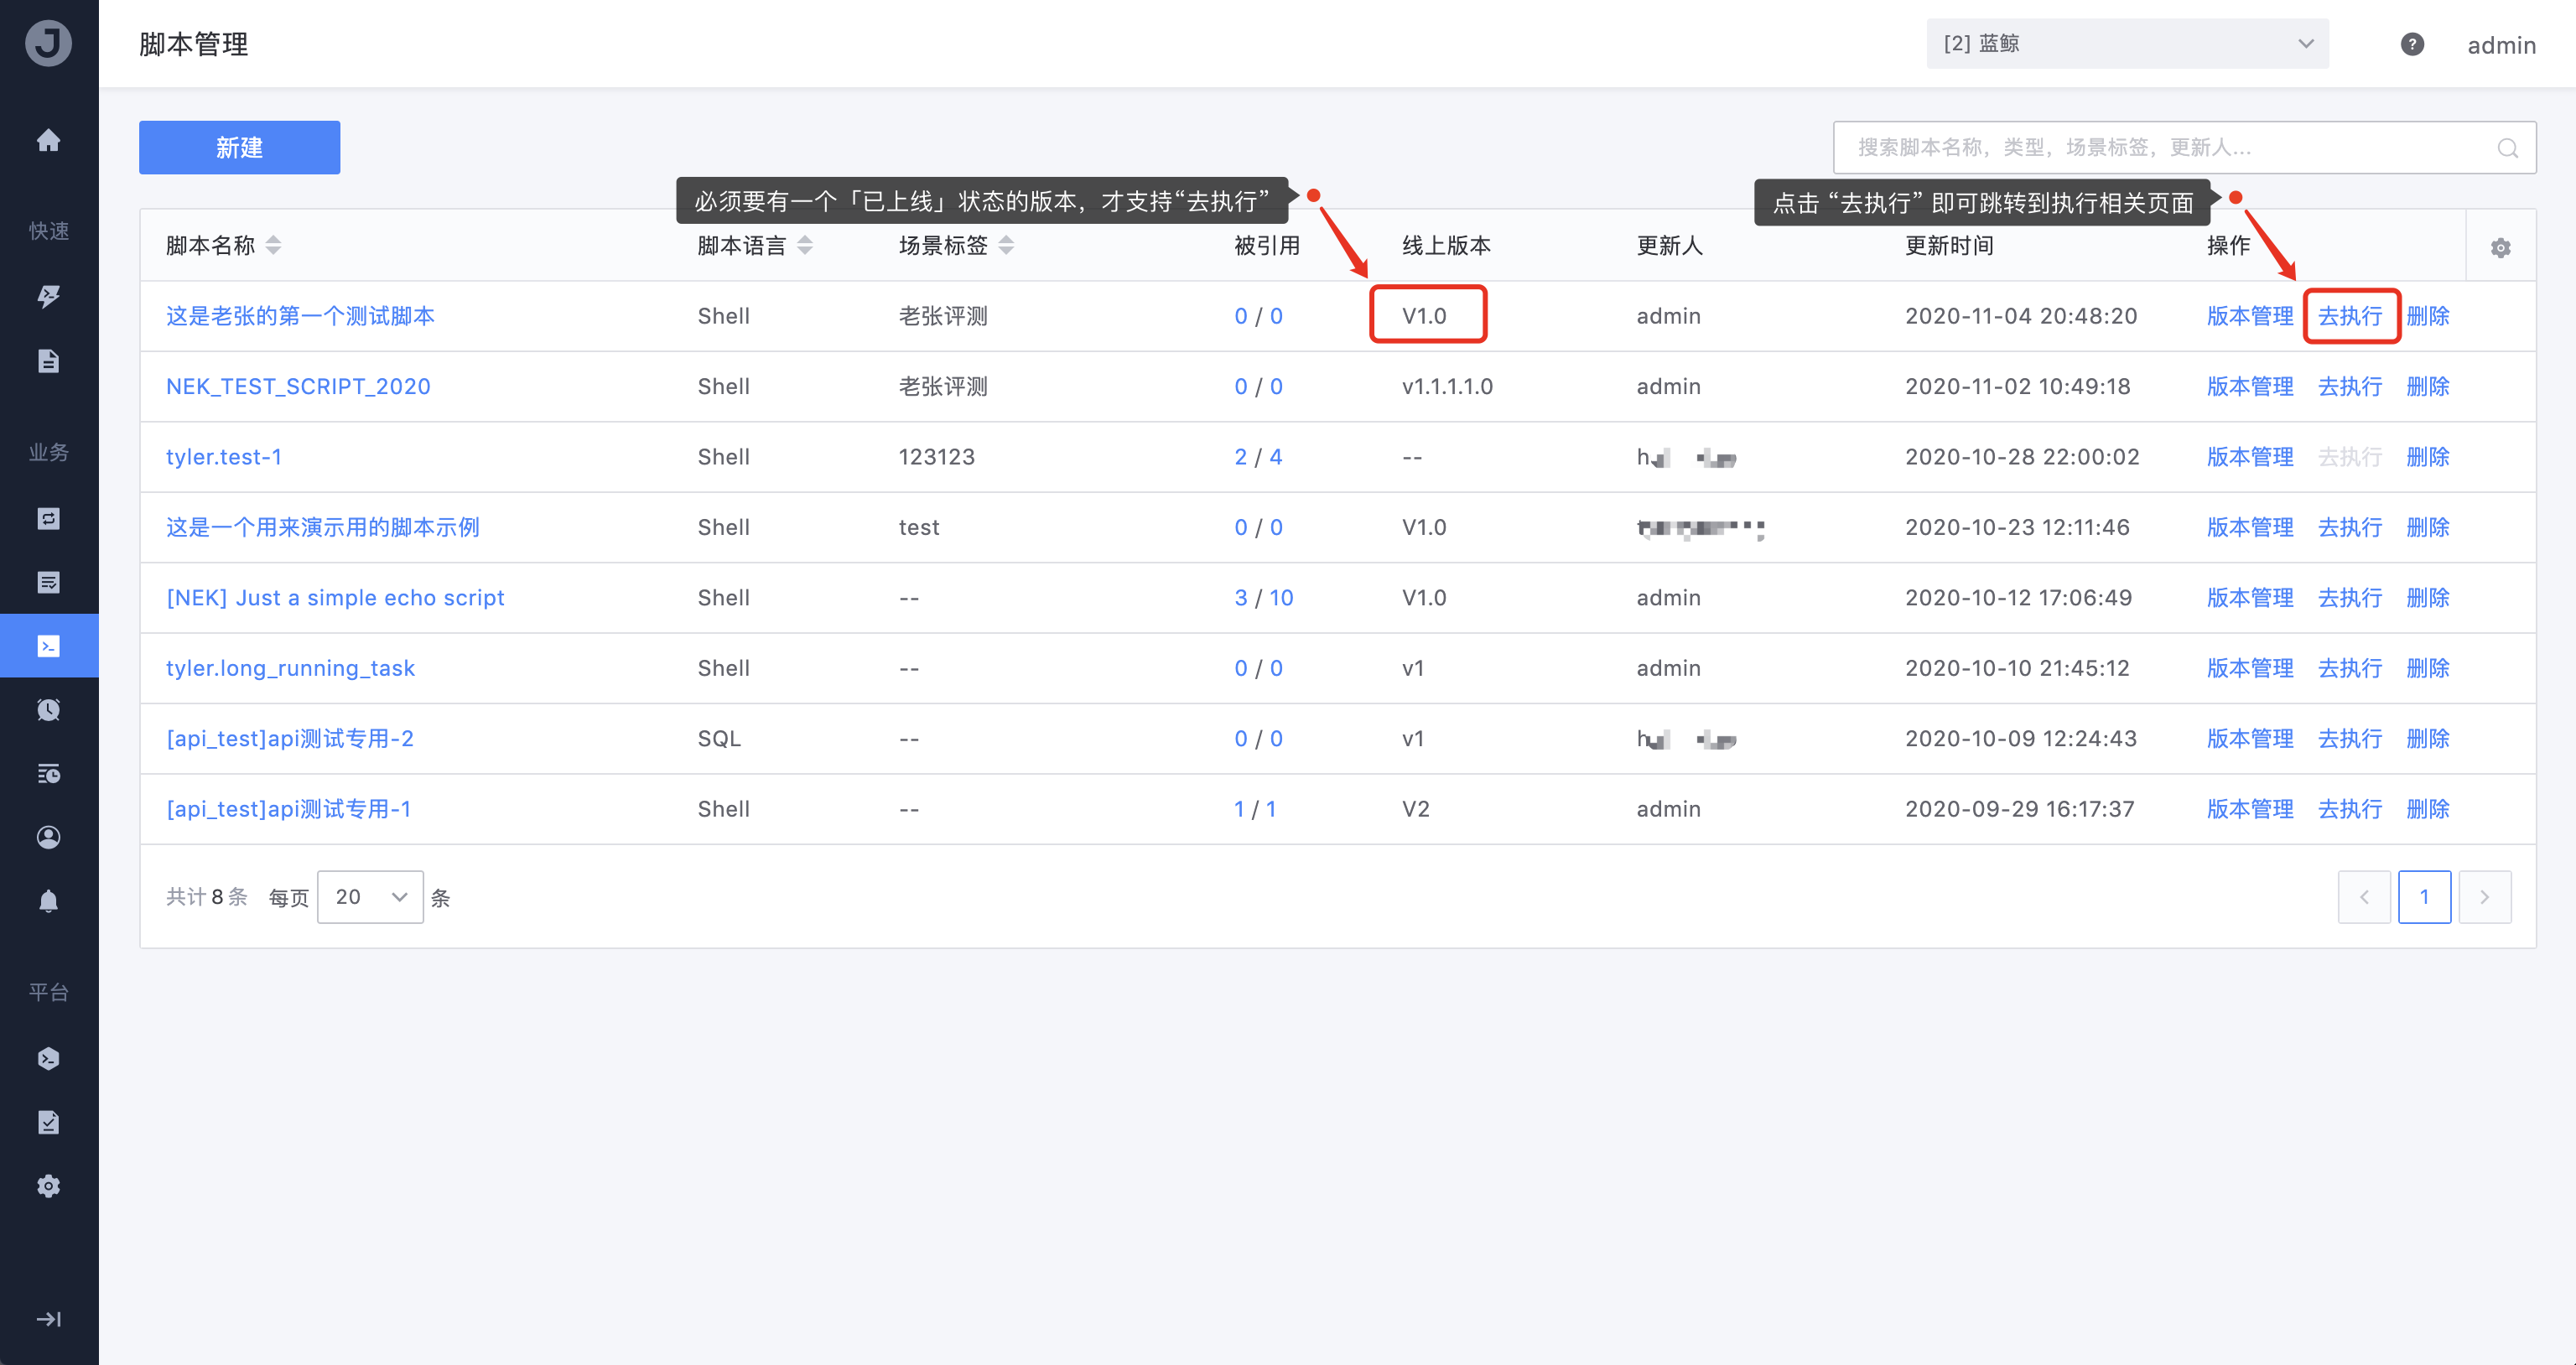 J
脚本管理
[2] 蓝鲸
?
admin
新建
搜索脚本名称，类型，场景标签，更新人...
必须要有一个「已上线」状态的版本，才支持“去执行”
点击 “去执行” 即可跳转到执行相关页面
快速
业务
平台
脚本名称 脚本语言 场景标签 被引用 线上版本 更新人 更新时间 操作
这是老张的第一个测试脚本 Shell 老张评测 0 / 0 V1.0 admin 2020-11-04 20:48:20 版本管理 去执行 删除
NEK_TEST_SCRIPT_2020 Shell 老张评测 0 / 0 v1.1.1.1.0 admin 2020-11-02 10:49:18 版本管理 去执行 删除
tyler.test-1 Shell 123123 2 / 4 -- 2020-10-28 22:00:02 版本管理 去执行 删除
这是一个用来演示用的脚本示例 Shell test 0 / 0 V1.0 2020-10-23 12:11:46 版本管理 去执行 删除
[NEK] Just a simple echo script Shell -- 3 / 10 V1.0 admin 2020-10-12 17:06:49 版本管理 去执行 删除
tyler.long_running_task Shell -- 0 / 0 v1 admin 2020-10-10 21:45:12 版本管理 去执行 删除
[api_test]api测试专用-2 SQL -- 0 / 0 v1 2020-10-09 12:24:43 版本管理 去执行 删除
[api_test]api测试专用-1 Shell -- 1 / 1 V2 admin 2020-09-29 16:17:37 版本管理 去执行 删除
共计 8 条 每页 20 条 1